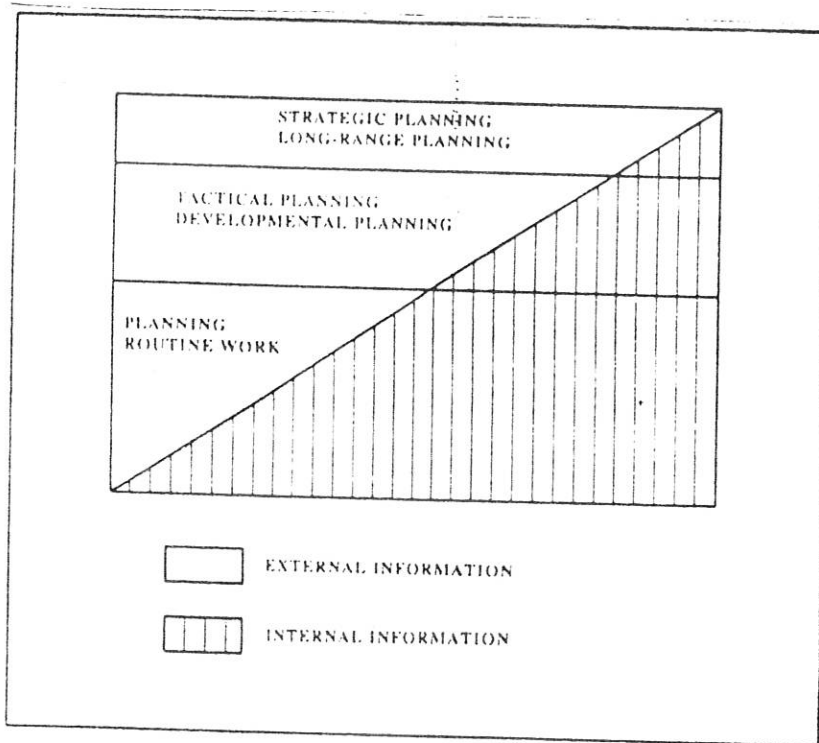 STRATEGIC PLANNING
LONG-RANGE PLANNING
TACTICAL PLANNING
DEVELOPMENTAL PLANNING
PLANNING
ROUTINE WORK
EXTERNAL INFORMATION
INTERNAL INFORMATION